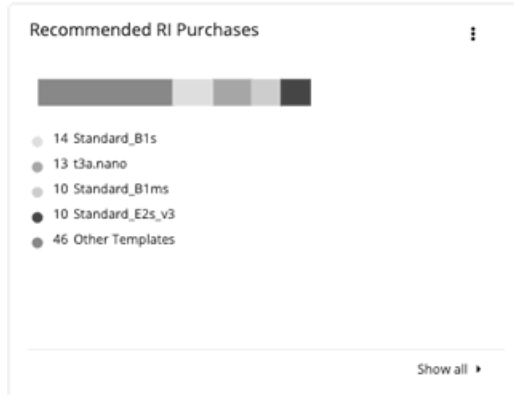 Recommended RI Purchases
14 Standard_B1s
13 t3a.nano
10 Standard_B1ms
10 Standard_E2s_v3
46 Other Templates
Show all